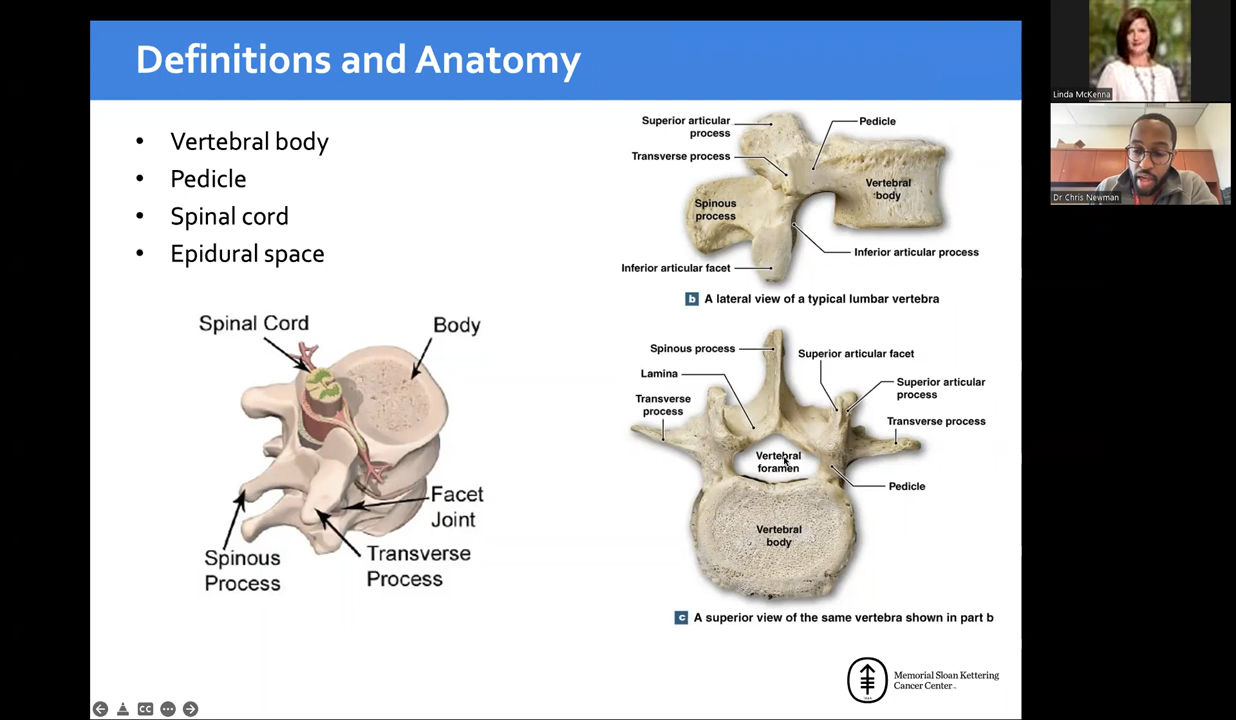 Definitions and Anatomy
• Vertebral body
• Pedicle
• Spinal cord
• Epidural space
Spinal Cord
Body
Facet
Joint
Spinous
Process
Transverse
Process
Superior articular
process
Pedicle
Transverse process
Vertebral
body
Spinous
process
Inferior articular process
Inferior articular facet
b A lateral view of a typical lumbar vertebra
Spinous process
Superior articular facet
Lamina
Superior articular
process
Transverse
process
Transverse process
Vertebral
foramen
Pedicle
Vertebral
body
c A superior view of the same vertebra shown in part b
Memorial Sloan Kettering
Cancer Center™
CC
Linda McKenna
Dr Chris Newman